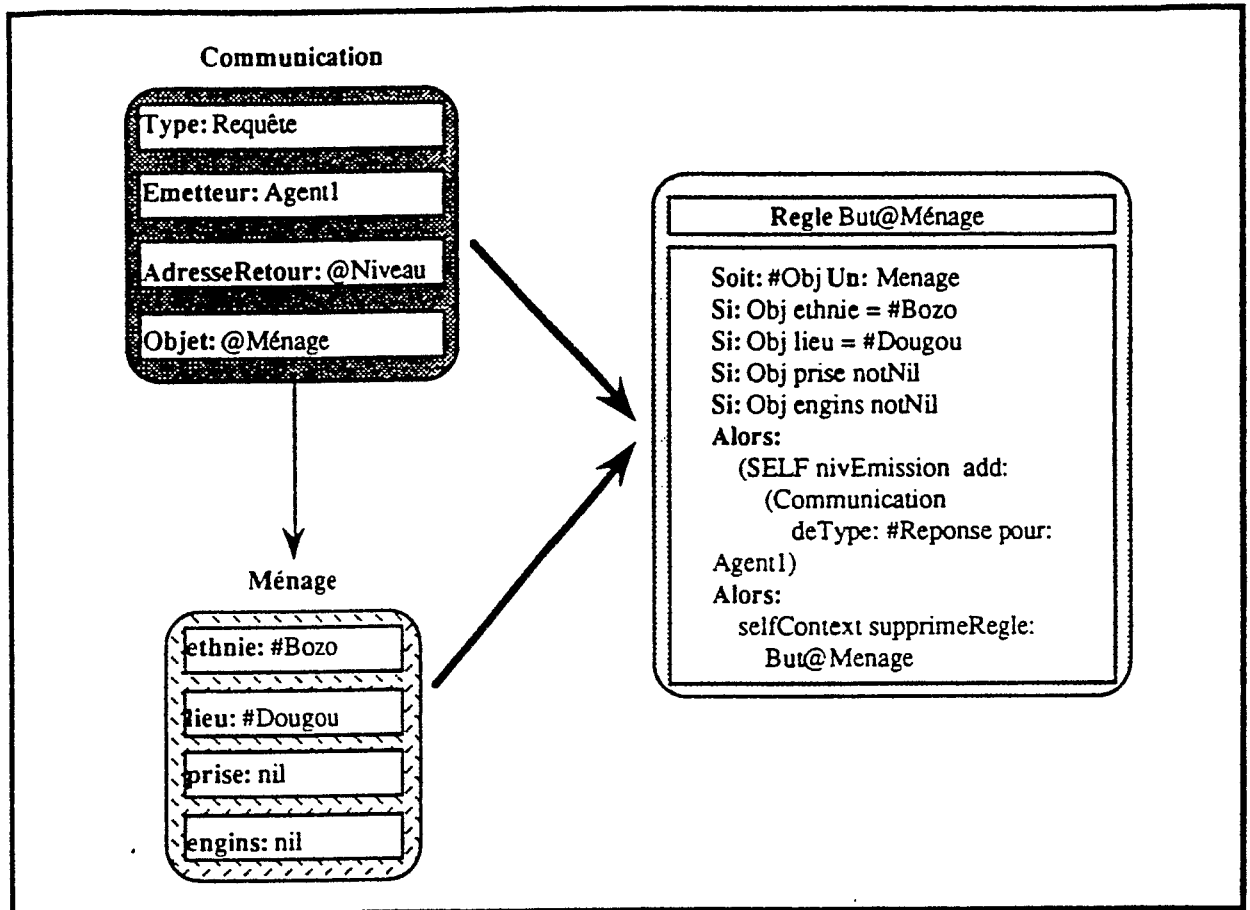 Communication
Type: Requête
Emetteur: Agent1
AdresseRetour: @Niveau
Objet: @Ménage
Ménage
ethnie: #Bozo
lieu: #Dougou
prise: nil
engins: nil
Regle But@Ménage
Soit: #Obj Un: Menage
Si: Obj ethnie = #Bozo
Si: Obj lieu = #Dougou
Si: Obj prise notNil
Si: Obj engins notNil
Alors:
(SELF nivEmission add:
(Communication
deType: #Reponse pour:
Agent1)
Alors:
selfContext supprimeRegle:
But@Menage